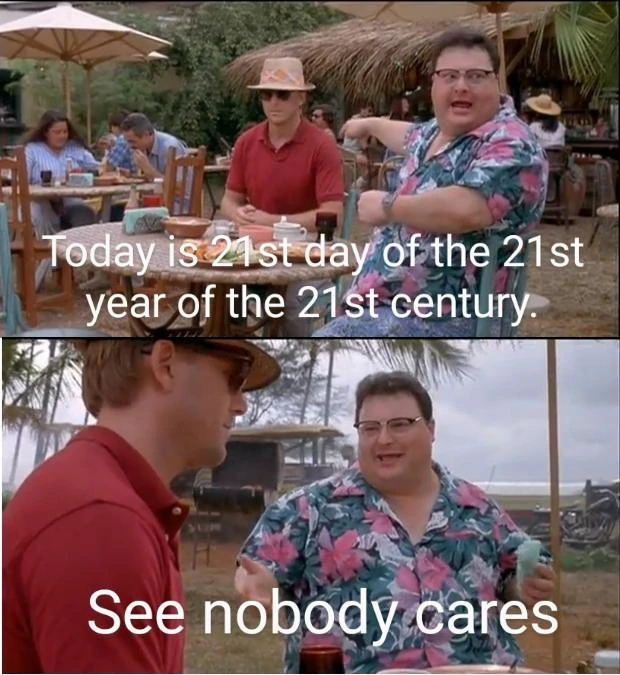 Today is 21st day of the 21st
year of the 21st century.
See nobody cares